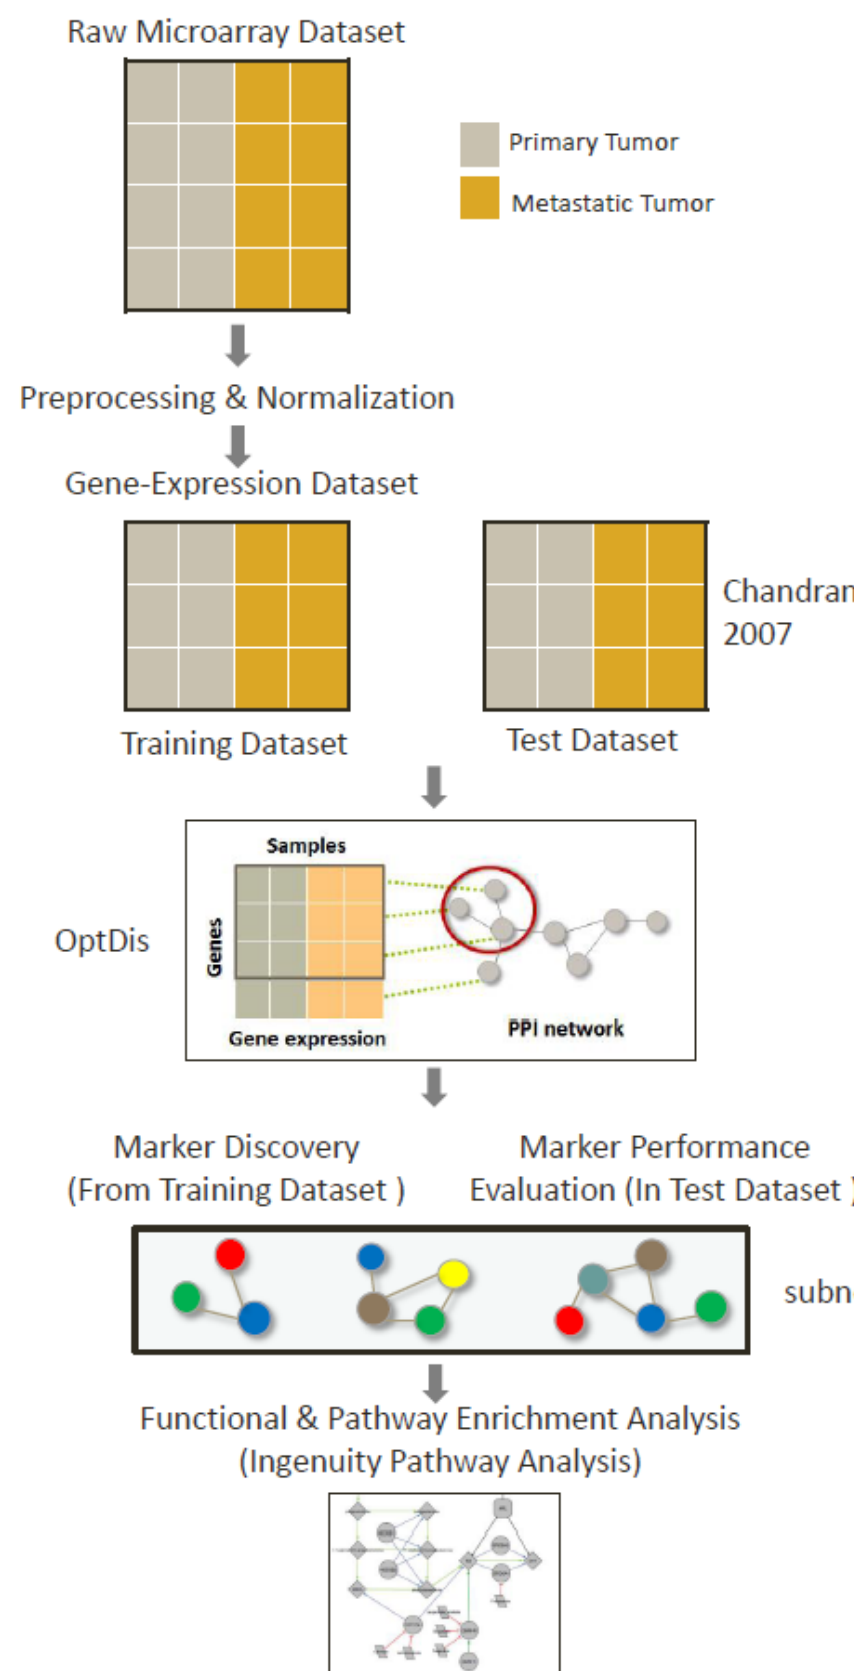 Raw Microarray Dataset
Primary Tumor
Metastatic Tumor
Preprocessing & Normalization
Gene-Expression Dataset
Chandran
2007
Training Dataset
Test Dataset
Samples
Genes
OptDis
Gene expression
PPI network
Marker Discovery
(From Training Dataset )
Marker Performance
Evaluation (In Test Dataset )
subn
Functional & Pathway Enrichment Analysis
(Ingenuity Pathway Analysis)